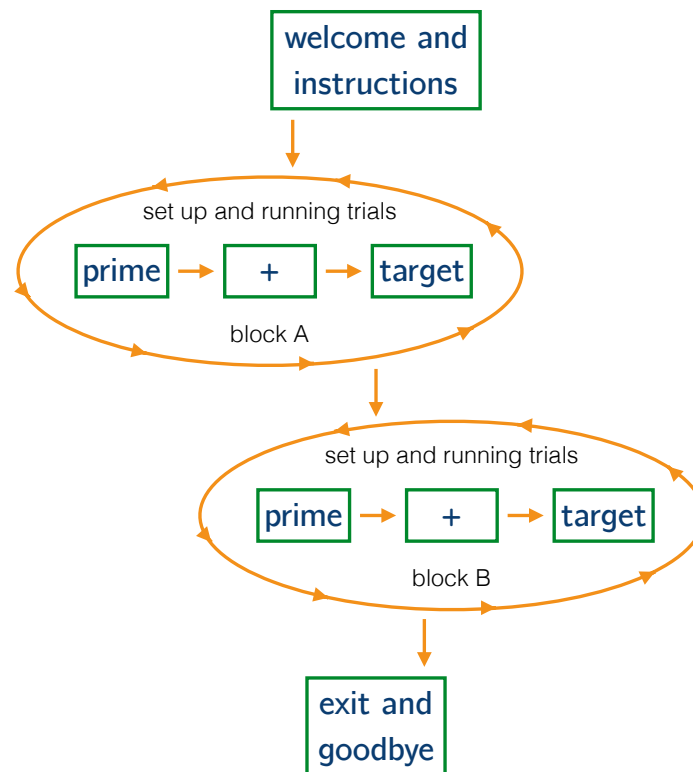 welcome and
instructions
set up and running trials
prime + target
block A
set up and running trials
prime + target
block B
exit and
goodbye